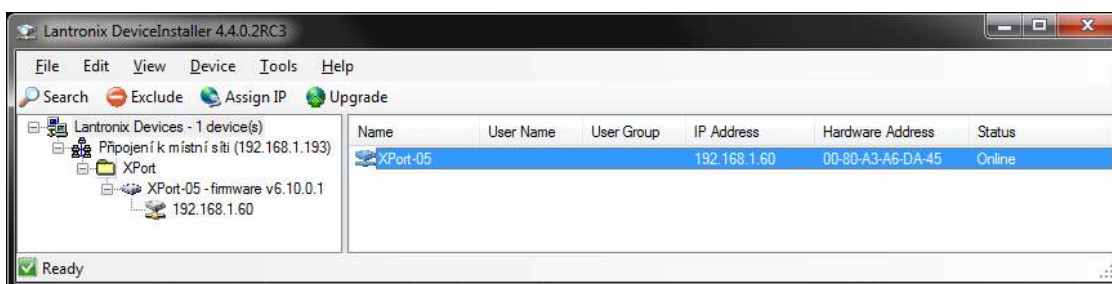 Lantronix DeviceInstaller 4.4.0.2RC3
File Edit View Device Tools Help
Search Exclude Assign IP Upgrade
Lantronix Devices - 1 device(s)
Připojení k místní síti (192.168.1.193)
XPort
XPort-05 - firmware v6.10.0.1
192.168.1.60
Name User Name User Group IP Address Hardware Address Status
XPort-05 192.168.1.60 00-80-A3-A6-DA-45 Online
Ready